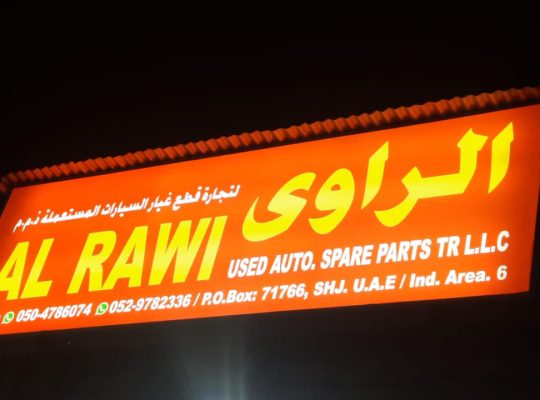 الراوى
لتجارة قطع غيار السيارات المستعملة ذ.م.م
AL RAWI USED AUTO. SPARE PARTS TR L.L.C
050-4786074 052-9782336 / P.O.Box: 71766, SHJ. U.A.E / Ind. Area. 6